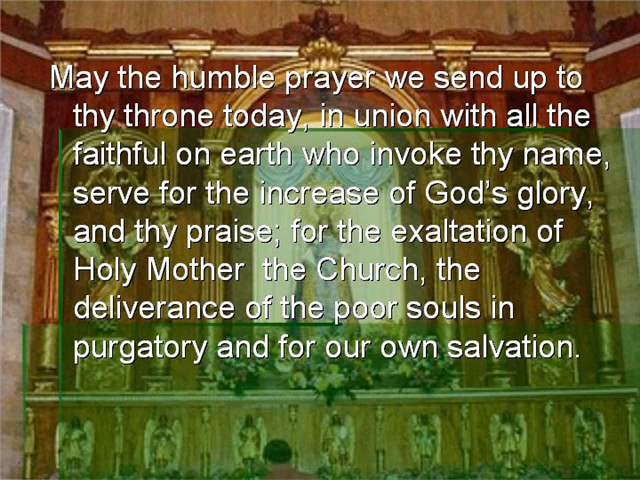 May the humble prayer we send up to
thy throne today, in union with all the
faithful on earth who invoke thy name,
serve for the increase of God's glory,
and thy praise; for the exaltation of
Holy Mother  the Church, the
deliverance of the poor souls in
purgatory and for our own salvation.